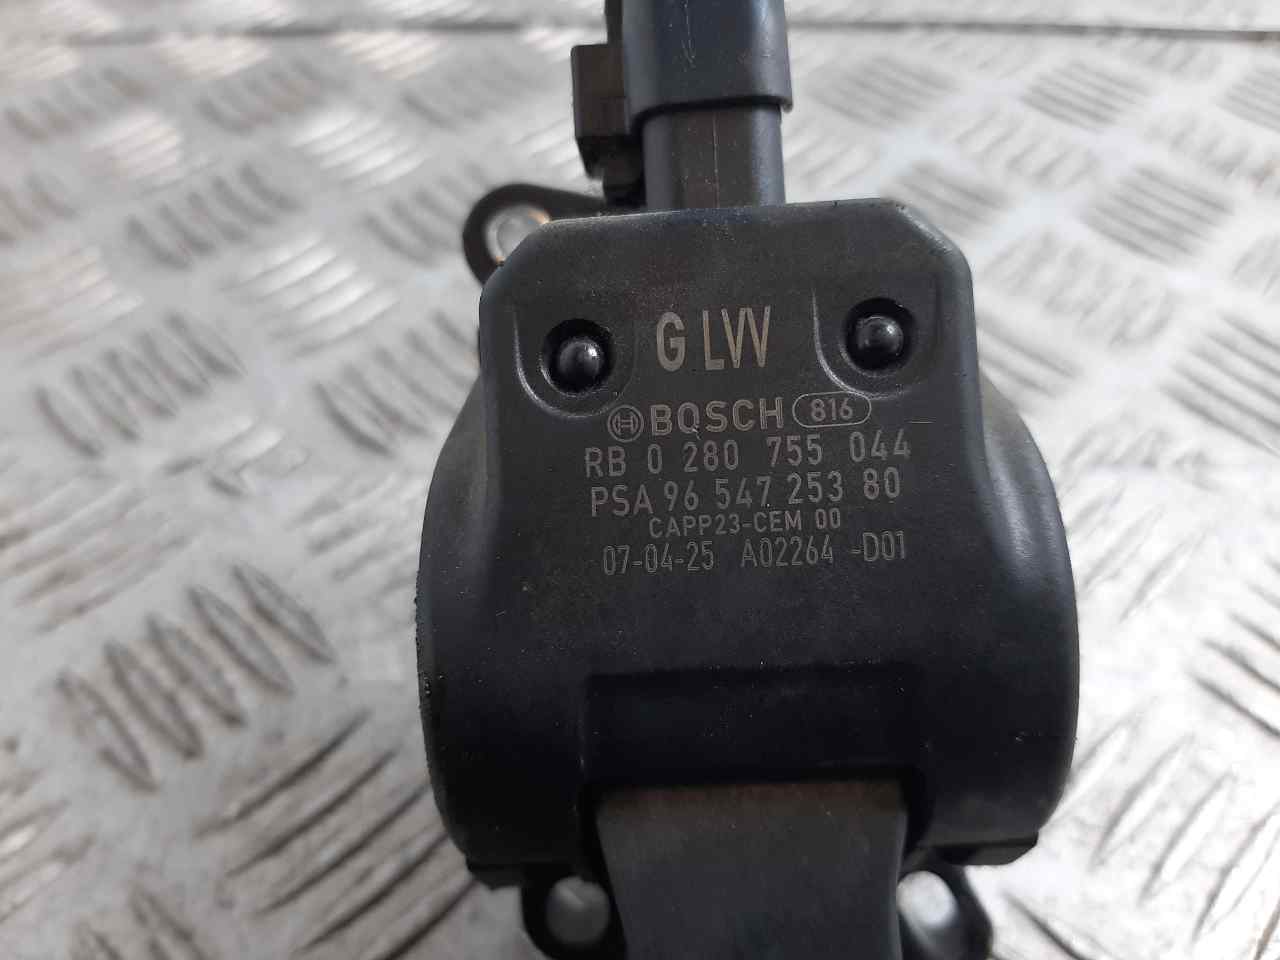 G LW
BOSCH 816
RB 0 280 755 044
PSA 96 547 253 80
CAPP23-CEM 00
07-04-25 A02264 -D01